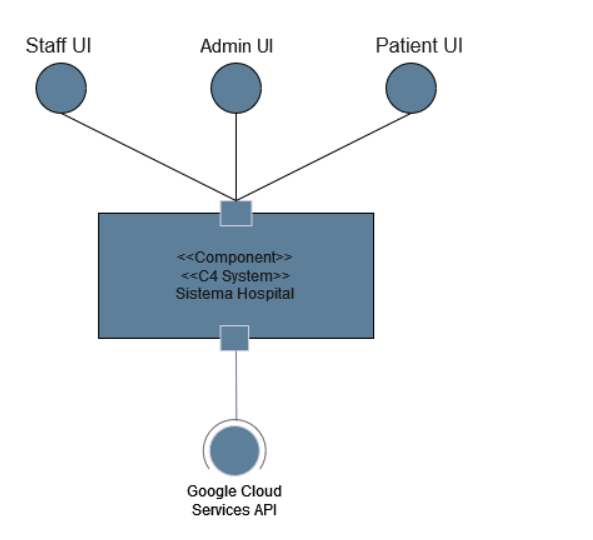 Staff UI
Admin UI
Patient UI
<<Component>>
<<C4 System>>
Sistema Hospital
Google Cloud
Services API